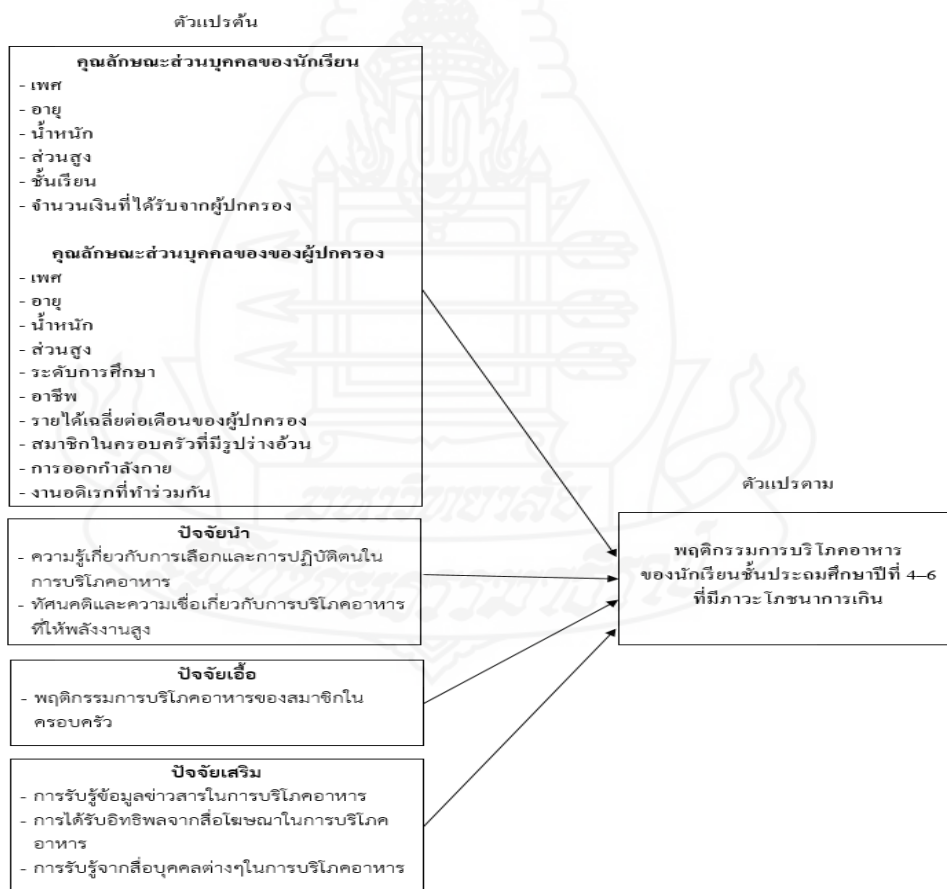 ตัวแปรต้น
คุณลักษณะส่วนบุคคลของนักเรียน
- เพศ
- อายุ
- น้ำหนัก
- ส่วนสูง
- ชั้นเรียน
- จำนวนเงินที่ได้รับจากผู้ปกครอง
คุณลักษณะส่วนบุคคลของของผู้ปกครอง
- เพศ
- อายุ
- น้ำหนัก
- ส่วนสูง
- ระดับการศึกษา
- อาชีพ
- รายได้เฉลี่ยต่อเดือนของผู้ปกครอง
- สมาชิกในครอบครัวที่มีรูปร่างอ้วน
- การออกกำลังกาย
- งานอดิเรกที่ทำร่วมกัน
ปัจจัยนำ
- ความรู้เกี่ยวกับการเลือกและการปฏิบัติตนใน
การบริโภคอาหาร
- ทัศนคติและความเชื่อเกี่ยวกับการบริโภคอาหาร
ที่ให้พลังงานสูง
ปัจจัยเอื้อ
- พฤติกรรมการบริโภคอาหารของสมาชิกใน
ครอบครัว
ปัจจัยเสริม
- การรับรู้ข้อมูลข่าวสารในการบริโภคอาหาร
- การได้รับอิทธิพลจากสื่อโฆษณาในการบริโภค
อาหาร
- การรับรู้จากสื่อบุคคลต่างๆในการบริโภคอาหาร
ตัวแปรตาม
พฤติกรรมการบริโภคอาหาร
ของนักเรียนชั้นประถมศึกษาปีที่ 4–6
ที่มีภาวะโภชนาการเกิน
มหาวิทยาลัย